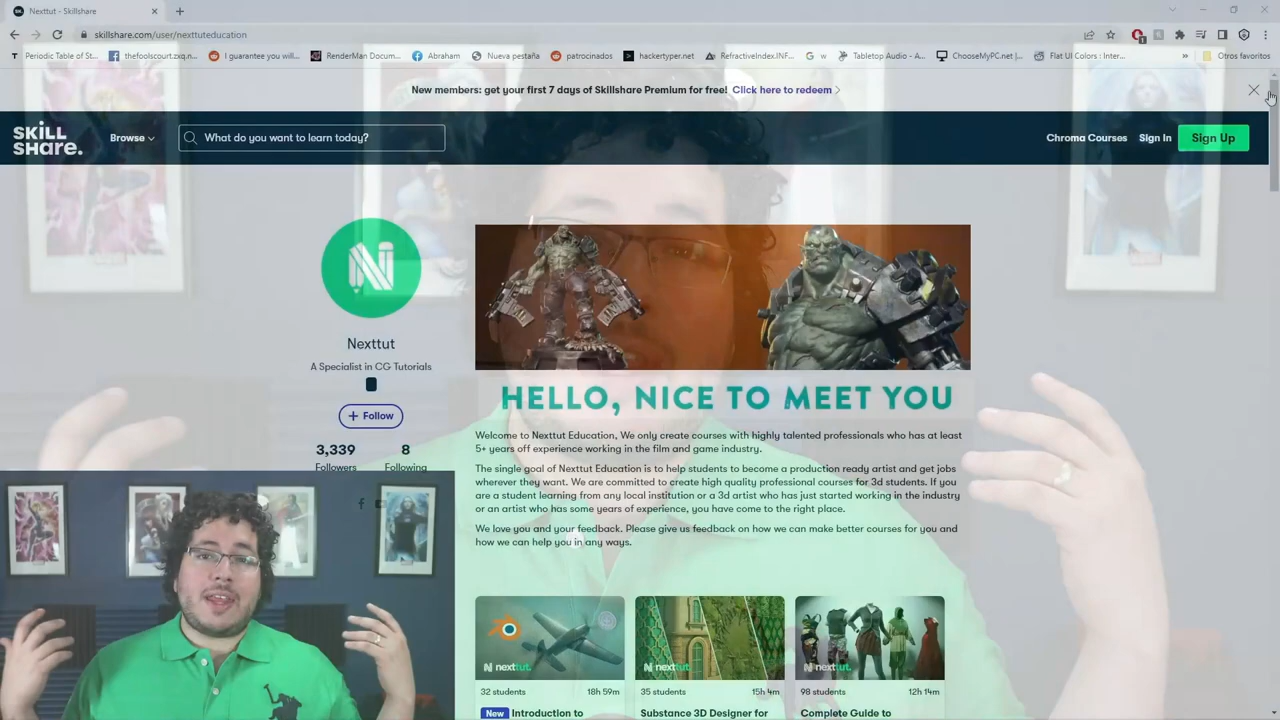 Nexttut - Skillshare
skillshare.com/user/nexttuteducation
Periodic Table of St...
thefoolscourt.zxq.n...
I guarantee you will...
RenderMan Docum...
Abraham
Nueva pestaña
patrocinados
hackertyper.net
RefractiveIndex.INF...
w
Tabletop Audio - A...
ChooseMyPC.net |...
Flat UI Colors : Inter...
»
Otros favoritos
New members: get your first 7 days of Skillshare Premium for free! Click here to redeem
SKILL
SHARE.
Browse
What do you want to learn today?
Chroma Courses
Sign In
Sign Up
N
Nexttut
A Specialist in CG Tutorials
+ Follow
3,339
8
Followers
Following
HELLO, NICE TO MEET YOU
Welcome to Nexttut Education, We only create courses with highly talented professionals who has at least
5+ years off experience working in the film and game industry.
The single goal of Nexttut Education is to help students to become a production ready artist and get jobs
wherever they want. We are committed to create high quality professional courses for 3d students. If you
are a student learning from any local institution or a 3d artist who has just started working in the industry
or an artist who has some years of experience, you have come to the right place.
We love you and your feedback. Please give us feedback on how we can make better courses for you and
how we can help you in any ways.
N nexttut.
N nexttut.
N nexttut.
32 students
18h 59m
35 students
15h 4m
98 students
12h 14m
New Introduction to
Substance 3D Designer for
Complete Guide to